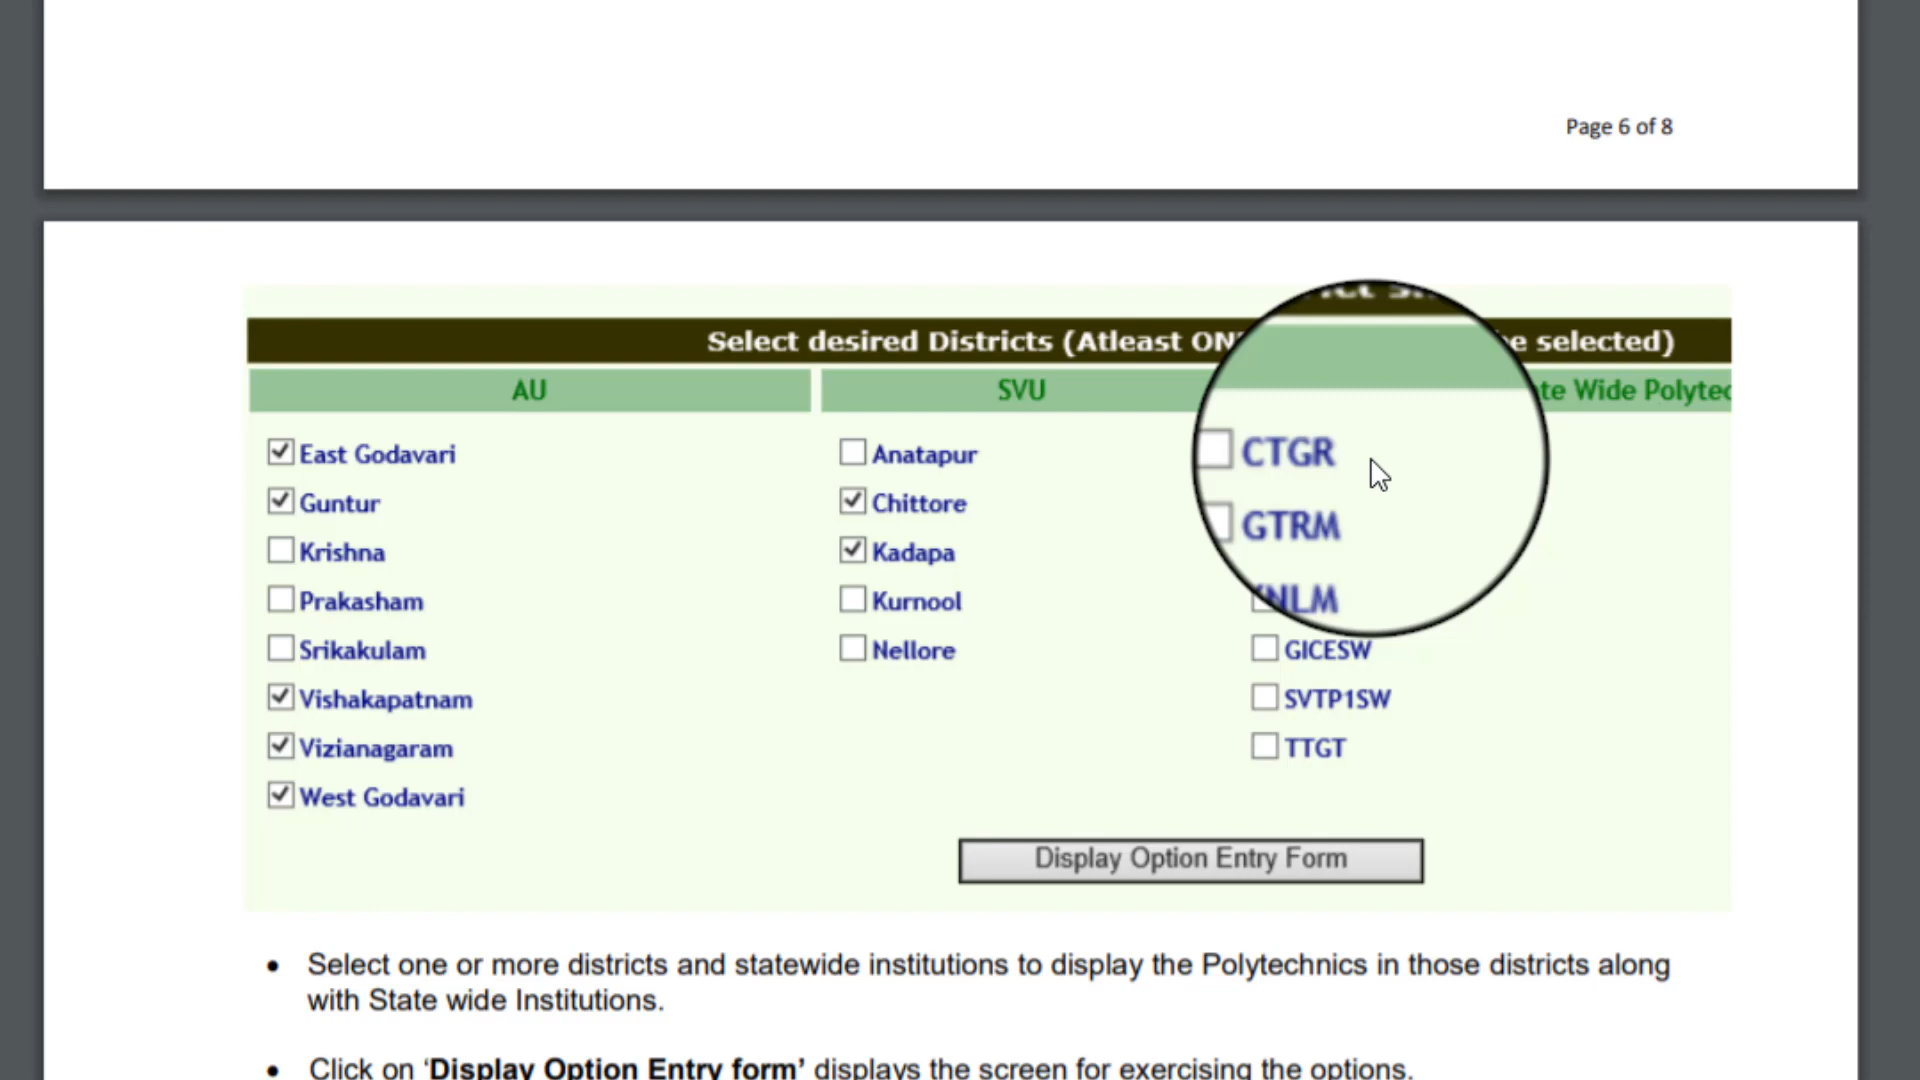 Page 6 of 8
Select desired Districts (Atleast selected)
AU SVU Wide
East Godavari Anatapur CTGR
Guntur Chittore GTRM
Krishna Kadapa
Prakasham Kurnool
Srikakulam Nellore GICESW
Vishakapatnam SVTP1SW
Vizianagaram TTGT
West Godavari
Display Option Entry Form
• Select one or more districts and statewide institutions to display the Polytechnics in those districts along
with State wide Institutions.
• Click on ‘Display Option Entry form’ displays the screen for exercising the options.